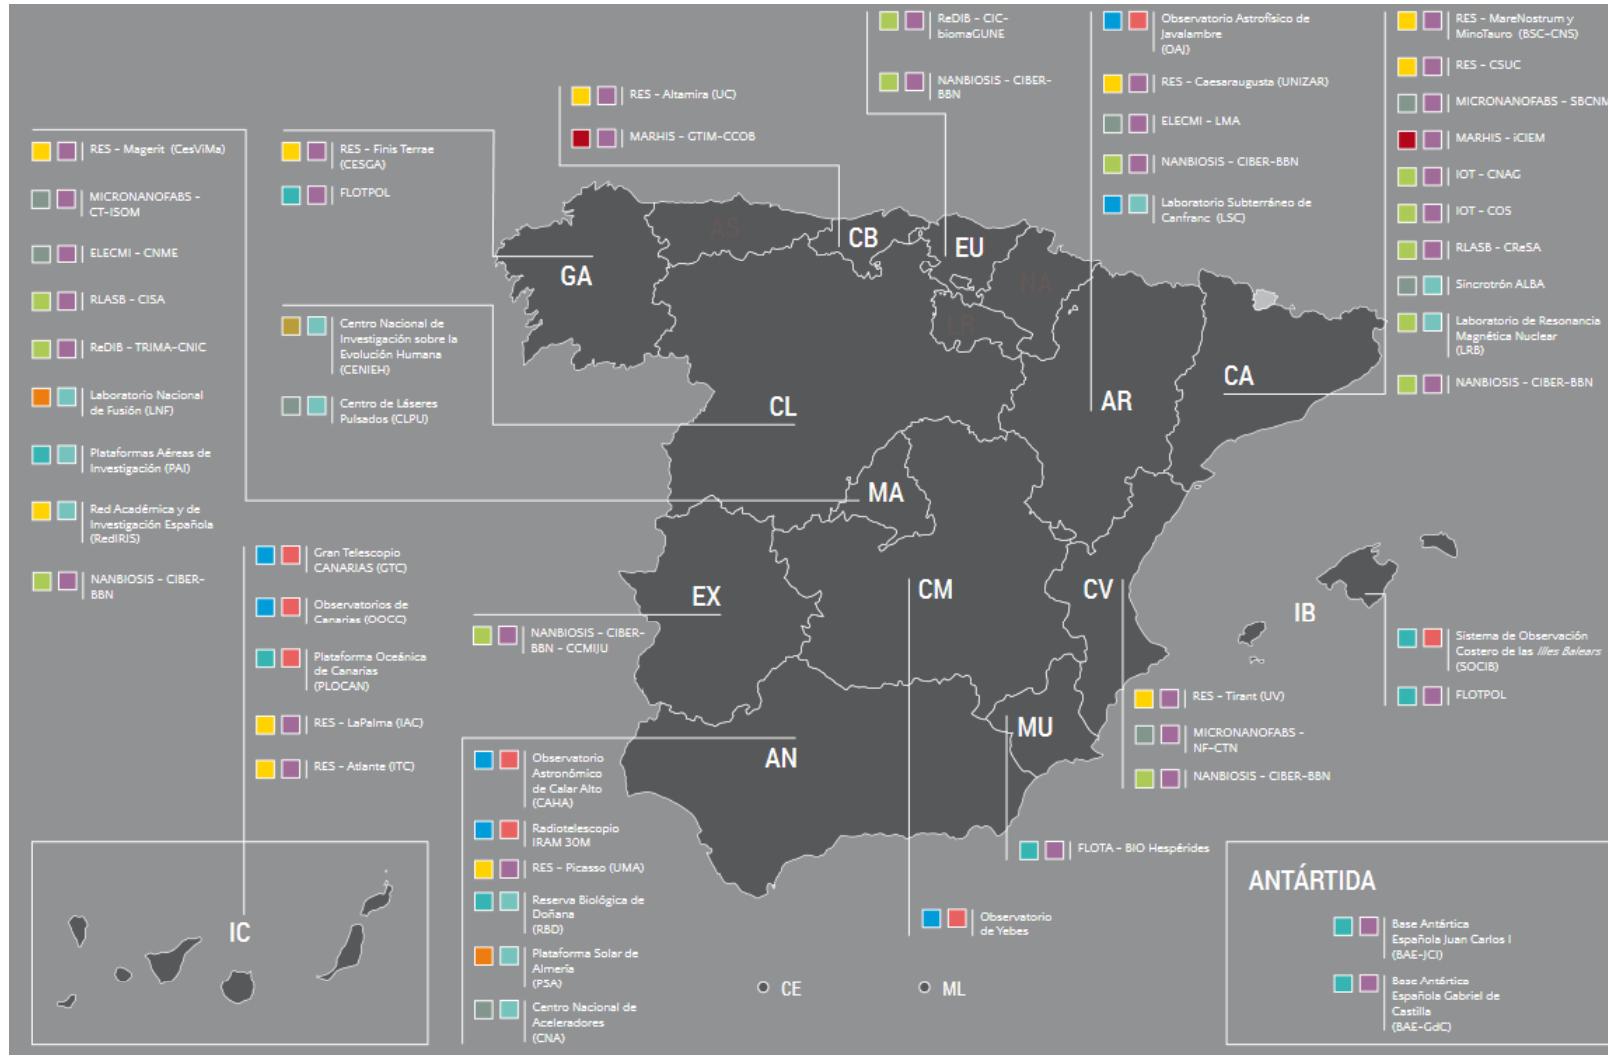 RES - Magerit (CesViMa)
MICRONANOFABS -
CT-ISOM
ELECMI - CNME
RLASB - CISA
ReDIB - TRIMA-CNIC
Laboratorio Nacional
de Fusión (LNF)
Plataformas Aéreas de
Investigación (PAI)
Red Académica y de
Investigación Española
(RedIRIS)
NANBIOSIS - CIBER-
BBN
RES - Finis Terrae
(CESGA)
FLOTPOL
Centro Nacional de
Investigación sobre la
Evolución Humana
(CENIEH)
Centro de Láseres
Pulsados (CLPU)
RES - Altamira (UC)
MARHIS - GTIM-CCOB
ReDIB - CIC-
biomaGUNE
NANBIOSIS - CIBER-
BBN
Observatorio Astrofísico de
Javalambre
(OAJ)
RES - Caesaraugusta (UNIZAR)
ELECMI - LMA
NANBIOSIS - CIBER-BBN
Laboratorio Subterráneo de
Canfranc (LSC)
RES - MareNostrum y
MinoTauro (BSC-CNS)
RES - CSUC
MICRONANOFABS - SBCNM
MARHIS - iCIEM
IOT - CNAG
IOT - COS
RLASB - CReSA
Sincrotrón ALBA
Laboratorio de Resonancia
Magnética Nuclear
(LRB)
NANBIOSIS - CIBER-BBN
AS
CB
EU
GA
NA
LR
CL
AR
CA
MA
EX
CM
CV
IB
AN
MU
Gran Telescopio
CANARIAS (GTC)
Observatorios de
Canarias (OOCC)
Plataforma Oceánica
de Canarias
(PLOCAN)
RES - LaPalma (IAC)
RES - Atlante (ITC)
NANBIOSIS - CIBER-
BBN - CCMIJU
Sistema de Observación
Costero de las Illes Balears
(SOCIB)
FLOTPOL
RES - Tirant (UV)
MICRONANOFABS -
NF-CTN
NANBIOSIS - CIBER-BBN
Observatorio
Astronómico
de Calar Alto
(CAHA)
Radiotelescopio
IRAM 30M
RES - Picasso (UMA)
Reserva Biológica de
Doñana
(RBD)
Plataforma Solar de
Almería
(PSA)
Centro Nacional de
Aceleradores
(CNA)
FLOTA - BIO Hespérides
Observatorio
de Yebes
IC
CE
ML
ANTÁRTIDA
Base Antártica
Española Juan Carlos I
(BAE-JCI)
Base Antártica
Española Gabriel de
Castilla
(BAE-GdC)